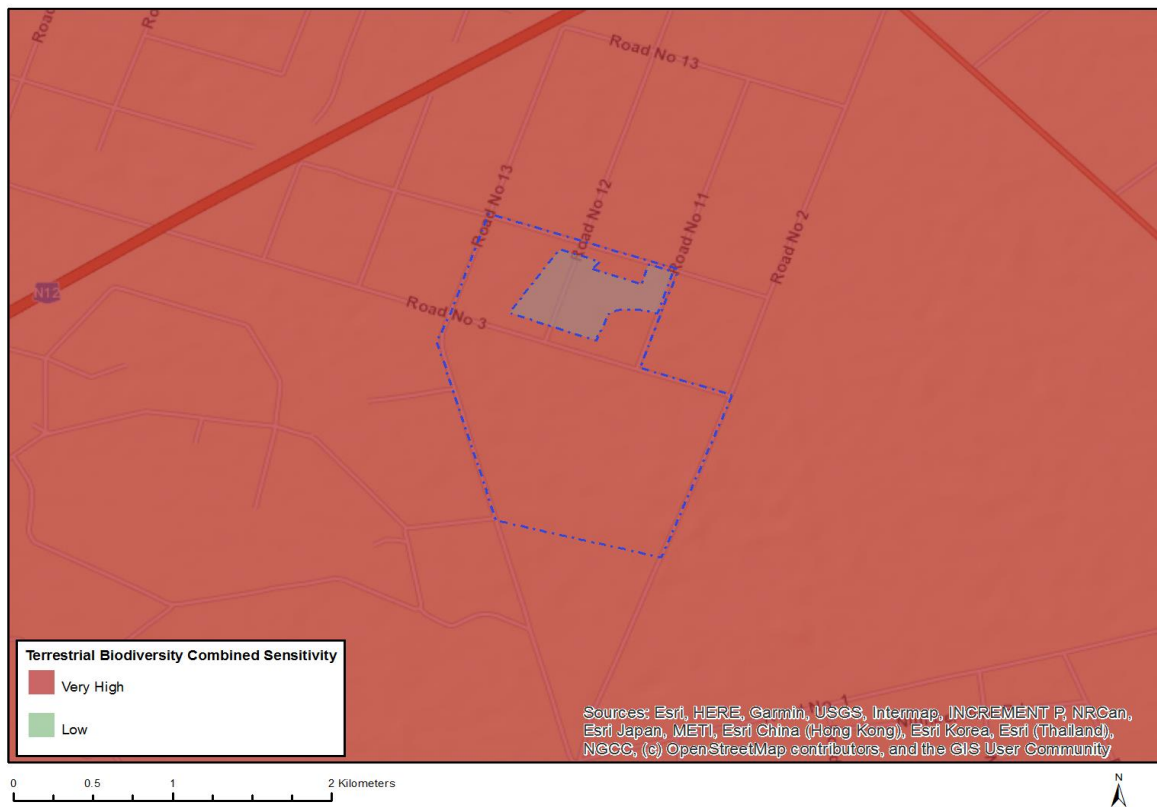 Road
Ro
Road No 13
Road No 13
Road No 12
Road No 11
Road No 2
N12
Road No 3
Terrestrial Biodiversity Combined Sensitivity
Very High
Low
Sources: Esri, HERE, Garmin, USGS, Intermap, INCREMENT P, NRCan,
Esri Japan, METI, Esri China (Hong Kong), Esri Korea, Esri (Thailand),
NGCC, (c) OpenStreetMap contributors, and the GIS User Community
0 0.5 1 2 Kilometers
N